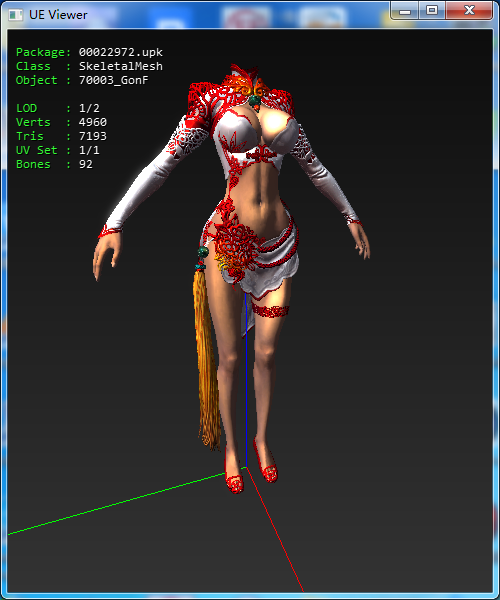 UE Viewer
Package: 00022972.upk
Class : SkeletalMesh
Object : 70003_GonF
LOD : 1/2
Verts : 4960
Tris : 7193
UV Set : 1/1
Bones : 92